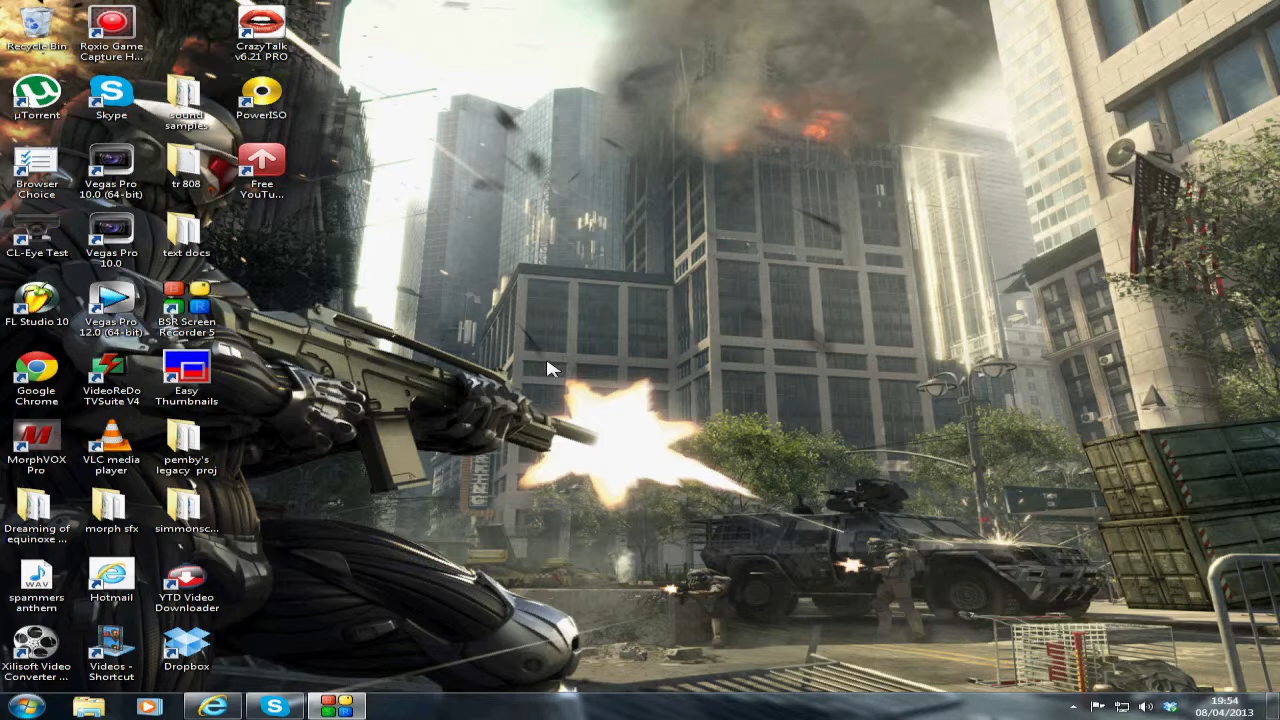 Recycle Bin
Roxio Game
Capture H...
CrazyTalk
v6.21 PRO
µTorrent
Skype
sound
samples
PowerISO
Browser
Choice
Vegas Pro
10.0 (64-bit)
tr 808
Free
YouTu...
CL-Eye Test
Vegas Pro
10.0
text docs
FL Studio 10
Vegas Pro
12.0 (64-bit)
BSR Screen
Recorder 5
Google
Chrome
VideoReDo
TVSuite V4
Easy
Thumbnails
MorphVOX
Pro
VLC media
player
pemby's
legacy proj
Dreaming of
equinoxe ...
morph sfx
simmonsc...
WAV
spammers
anthem
Hotmail
YTD Video
Downloader
Xilisoft Video
Converter ...
Videos -
Shortcut
Dropbox
19:54
08/04/2013